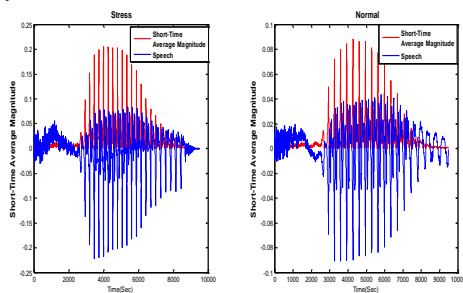 Stress
Short-Time Average Magnitude
0.25
0.2
0.15
0.1
0.05
0
-0.05
-0.1
-0.15
-0.2
-0.25
Short-Time
Average Magnitude
Speech
0 2000 4000 6000 8000 10000
Time(Sec)
Normal
Short-Time Average Magnitude
0.1
0.08
0.06
0.04
0.02
0
-0.02
-0.04
-0.06
-0.08
-0.1
Short-Time
Average Magnitude
Speech
0 1000 2000 3000 4000 5000 6000 7000 8000 9000 10000
Time(Sec)